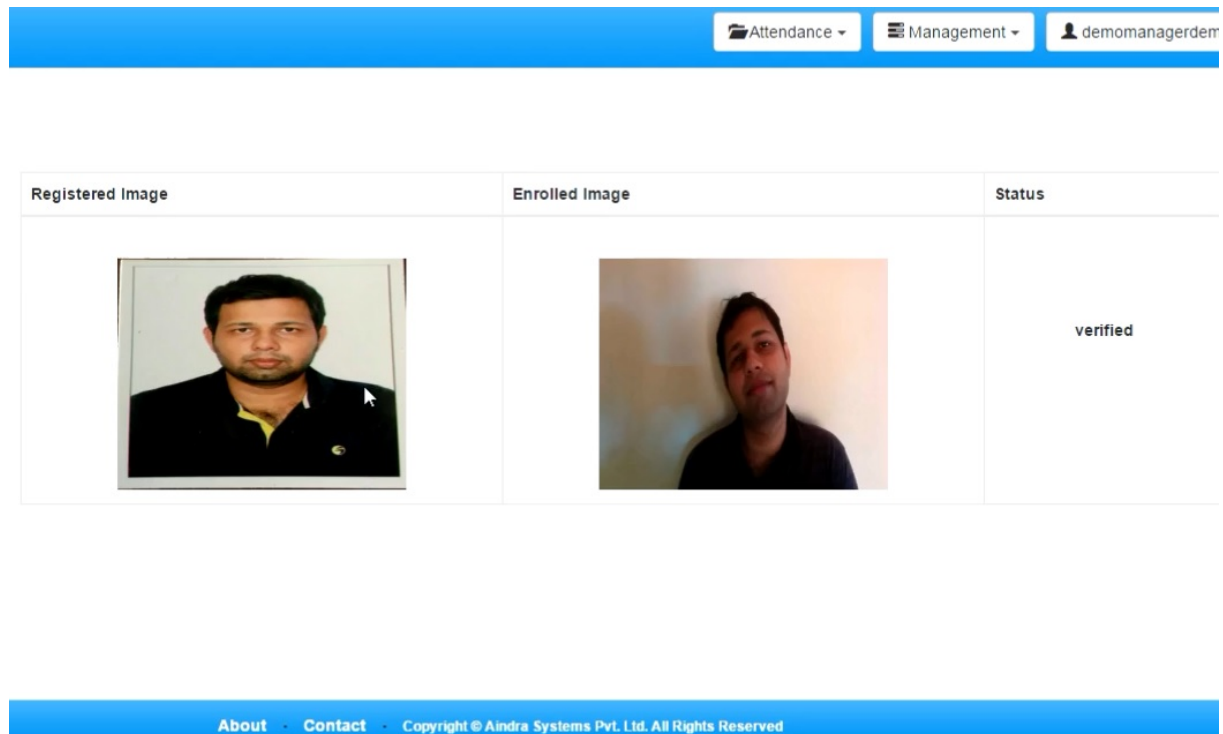 Attendance Management demomanagerdem
Registered Image Enrolled Image Status
verified
About - Contact - Copyright © Aindra Systems Pvt. Ltd. All Rights Reserved